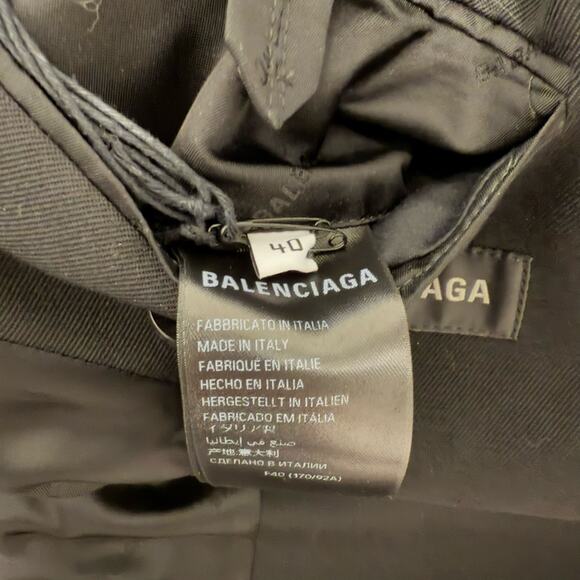 40
BALENCIAGA
AGA
FABBRICATO IN ITALIA
MADE IN ITALY
FABRIQUÉ EN ITALIE
HECHO EN ITALIA
HERGESTELLT IN ITALIEN
FABRICADO EM ITÁLIA
イタリア製
صنع في إيطاليا
产地:意大利
СДЕЛАНО В ИТАЛИИ
F40 (170/92A)